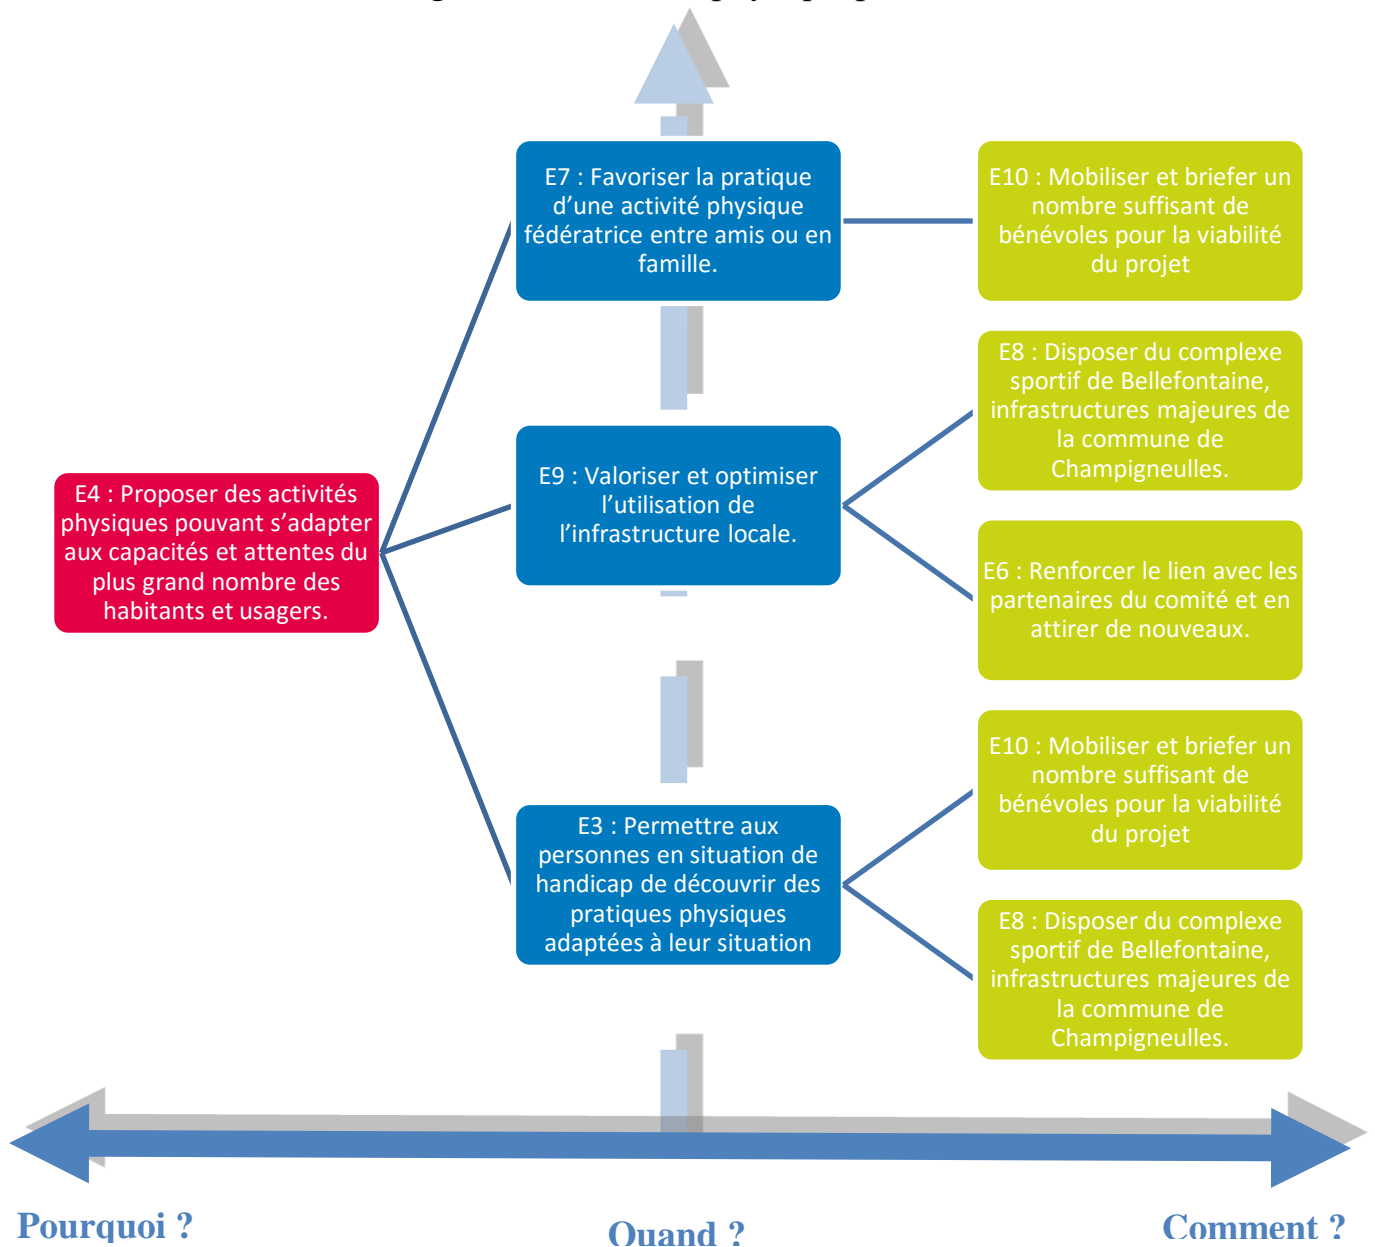 E7 : Favoriser la pratique
d’une activité physique
fédératrice entre amis ou en
famille.
E10 : Mobiliser et briefer un
nombre suffisant de
bénévoles pour la viabilité
du projet
E8 : Disposer du complexe
sportif de Bellefontaine,
infrastructures majeures de
la commune de
Champigneulles.
E4 : Proposer des activités
physiques pouvant s’adapter
aux capacités et attentes du
plus grand nombre des
habitants et usagers.
E9 : Valoriser et optimiser
l’utilisation de
l’infrastructure locale.
E6 : Renforcer le lien avec les
partenaires du comité et en
attirer de nouveaux.
E3 : Permettre aux
personnes en situation de
handicap de découvrir des
pratiques physiques
adaptées à leur situation
E10 : Mobiliser et briefer un
nombre suffisant de
bénévoles pour la viabilité
du projet
E8 : Disposer du complexe
sportif de Bellefontaine,
infrastructures majeures de
la commune de
Champigneulles.
Pourquoi ?
Quand ?
Comment ?